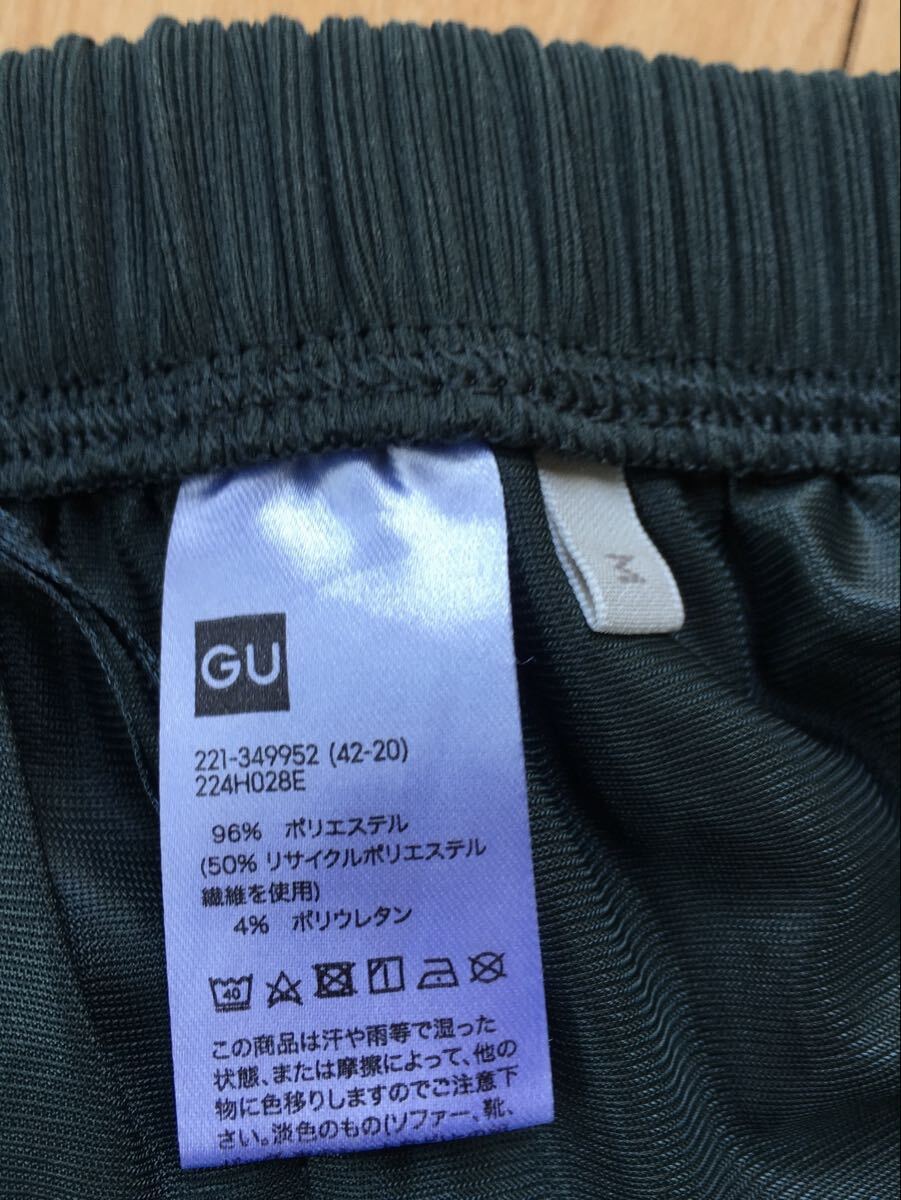 M
GU
221-349952 (42-20)
224H028E
96% ポリエステル
(50% リサイクルポリエステル
繊維を使用)
4% ポリウレタン
40
この商品は汗や雨等で湿った
状態、または摩擦によって、他の
物に色移りしますのでご注意下
さい。淡色のもの(ソファー、靴、